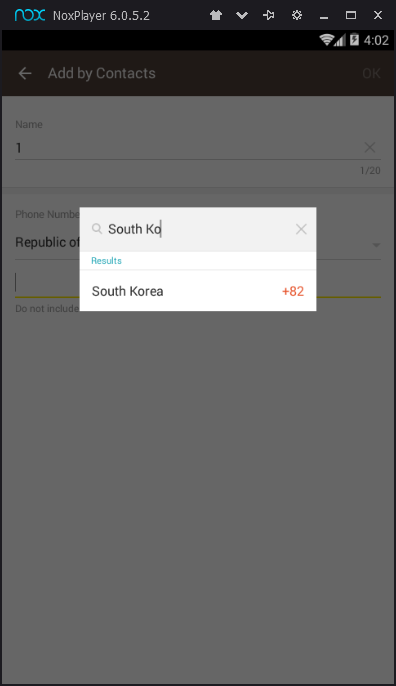 nox NoxPlayer 6.0.5.2
4:02
Add by Contacts OK
Name
1
1/20
Phone Numbe
Republic of
South Ko
Results
South Korea +82
Do not include